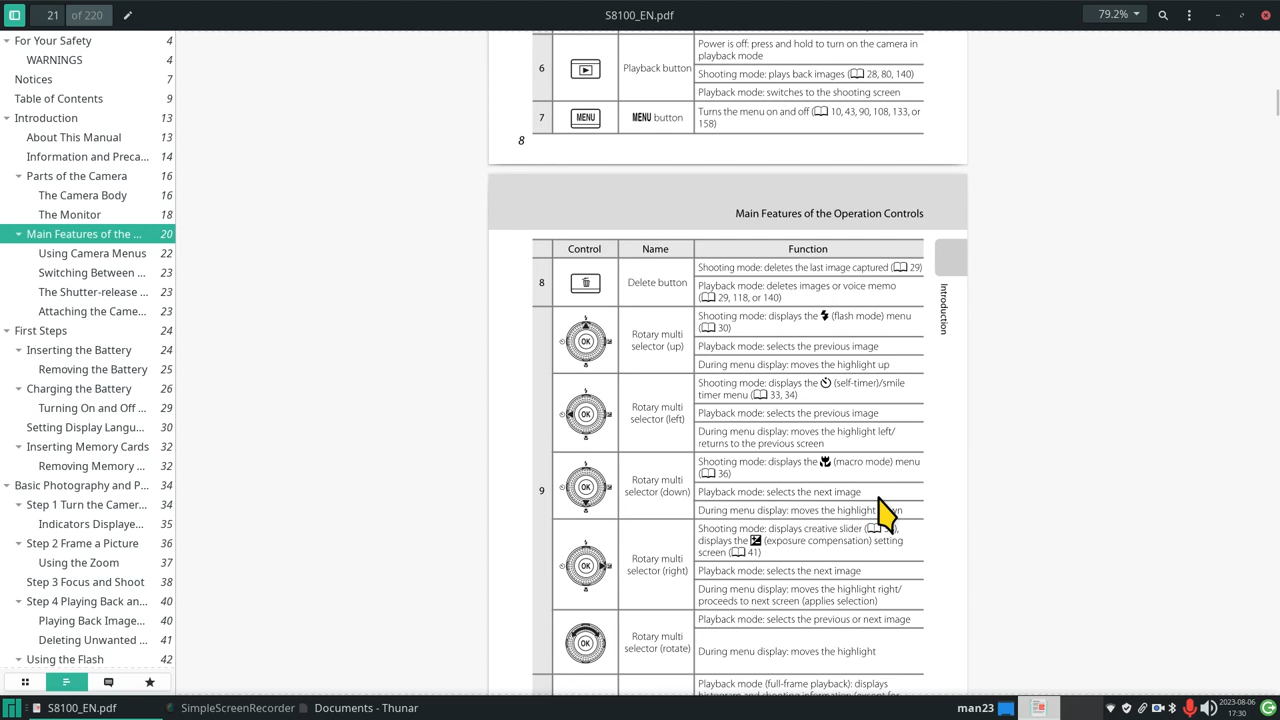 21 of 220
S8100_EN.pdf
79.2%
For Your Safety 4
WARNINGS 4
Notices 7
Table of Contents 9
Introduction 13
About This Manual 13
Information and Preca... 14
Parts of the Camera 16
The Camera Body 16
The Monitor 18
Main Features of the ... 20
Using Camera Menus 22
Switching Between ... 23
The Shutter-release ... 23
Attaching the Came... 23
First Steps 24
Inserting the Battery 24
Removing the Battery 25
Charging the Battery 26
Turning On and Off ... 29
Setting Display Langu... 30
Inserting Memory Cards 32
Removing Memory ... 32
Basic Photography and P... 34
Step 1 Turn the Camer... 34
Indicators Displaye... 35
Step 2 Frame a Picture 36
Using the Zoom 37
Step 3 Focus and Shoot 38
Step 4 Playing Back an... 40
Playing Back Image... 40
Deleting Unwanted ... 41
Using the Flash 42
6 Playback button
Power is off: press and hold to turn on the camera in
playback mode
Shooting mode: plays back images ( 28, 80, 140)
Playback mode: switches to the shooting screen
7 MENU MENU button
Turns the menu on and off ( 10, 43, 90, 108, 133, or
158)
8
Main Features of the Operation Controls
Control Name Function
8 Delete button
Shooting mode: deletes the last image captured ( 29)
Playback mode: deletes images or voice memo
( 29, 118, or 140)
9
OK Rotary multi
selector (up)
Shooting mode: displays the (flash mode) menu
( 30)
Playback mode: selects the previous image
During menu display: moves the highlight up
OK Rotary multi
selector (left)
Shooting mode: displays the (self-timer)/smile
timer menu ( 33, 34)
Playback mode: selects the previous image
During menu display: moves the highlight left/
returns to the previous screen
OK Rotary multi
selector (down)
Shooting mode: displays the (macro mode) menu
( 36)
Playback mode: selects the next image
During menu display: moves the highlight
OK Rotary multi
selector (right)
Shooting mode: displays creative slider (
displays the (exposure compensation) setting
screen ( 41)
Playback mode: selects the next image
During menu display: moves the highlight right/
proceeds to next screen (applies selection)
OK Rotary multi
selector (rotate)
Playback mode: selects the previous or next image
During menu display: moves the highlight
Playback mode (full-frame playback): displays
histogram and shooting information (except for
Introduction
S8100_EN.pdf
SimpleScreenRecorder
Documents - Thunar
man23
2023-08-06
17:30